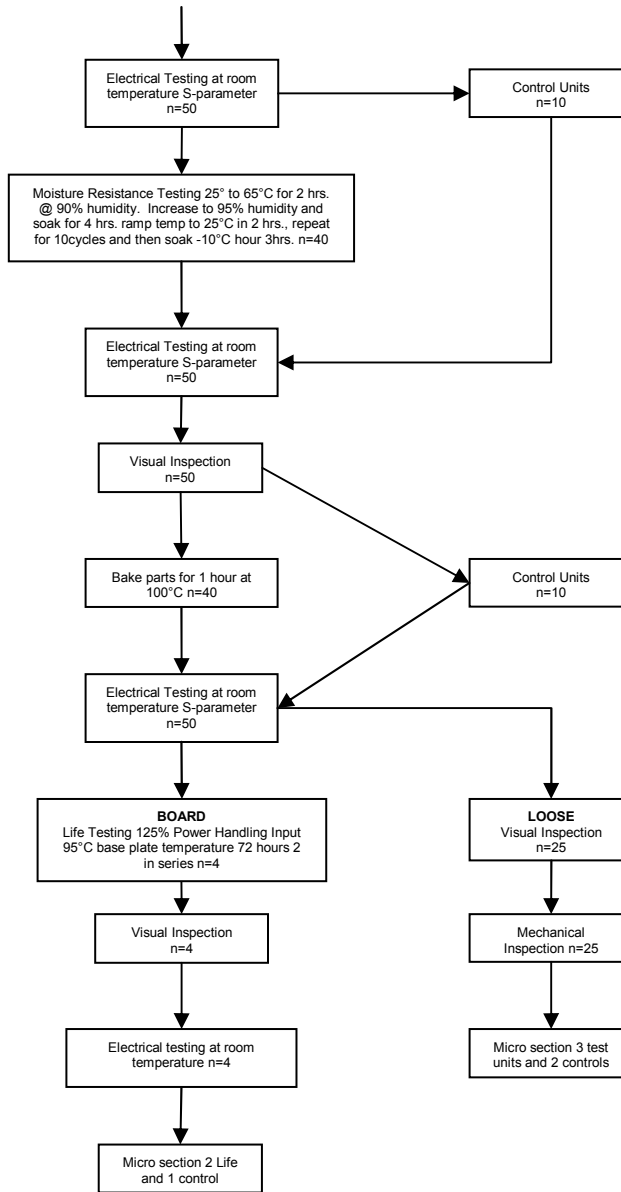 Electrical Testing at room
temperature S-parameter
n=50
Control Units
n=10
Moisture Resistance Testing 25° to 65°C for 2 hrs.
@ 90% humidity. Increase to 95% humidity and
soak for 4 hrs. ramp temp to 25°C in 2 hrs., repeat
for 10cycles and then soak -10°C hour 3hrs. n=40
Electrical Testing at room
temperature S-parameter
n=50
Visual Inspection
n=50
Bake parts for 1 hour at
100°C n=40
Control Units
n=10
Electrical Testing at room
temperature S-parameter
n=50
BOARD
Life Testing 125% Power Handling Input
95°C base plate temperature 72 hours 2
in series n=4
LOOSE
Visual Inspection
n=25
Visual Inspection
n=4
Mechanical
Inspection n=25
Electrical testing at room
temperature n=4
Micro section 3 test
units and 2 controls
Micro section 2 Life
and 1 control